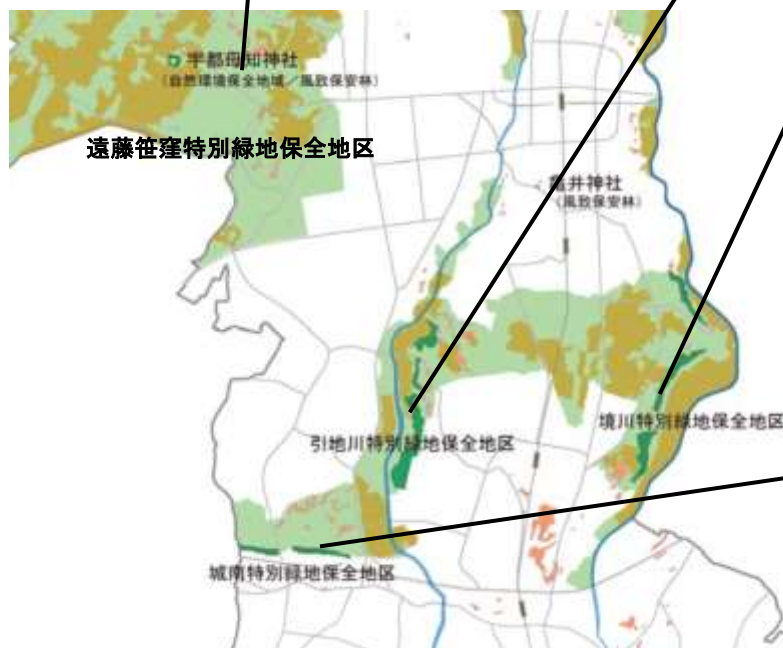 宇都母知神社
(自然環境保全地域/風致保安林)
遠藤笹窪特別緑地保全地区
亀井神社
(風致保安林)
境川特別緑地保全地区
引地川特別緑地保全地区
城南特別緑地保全地区